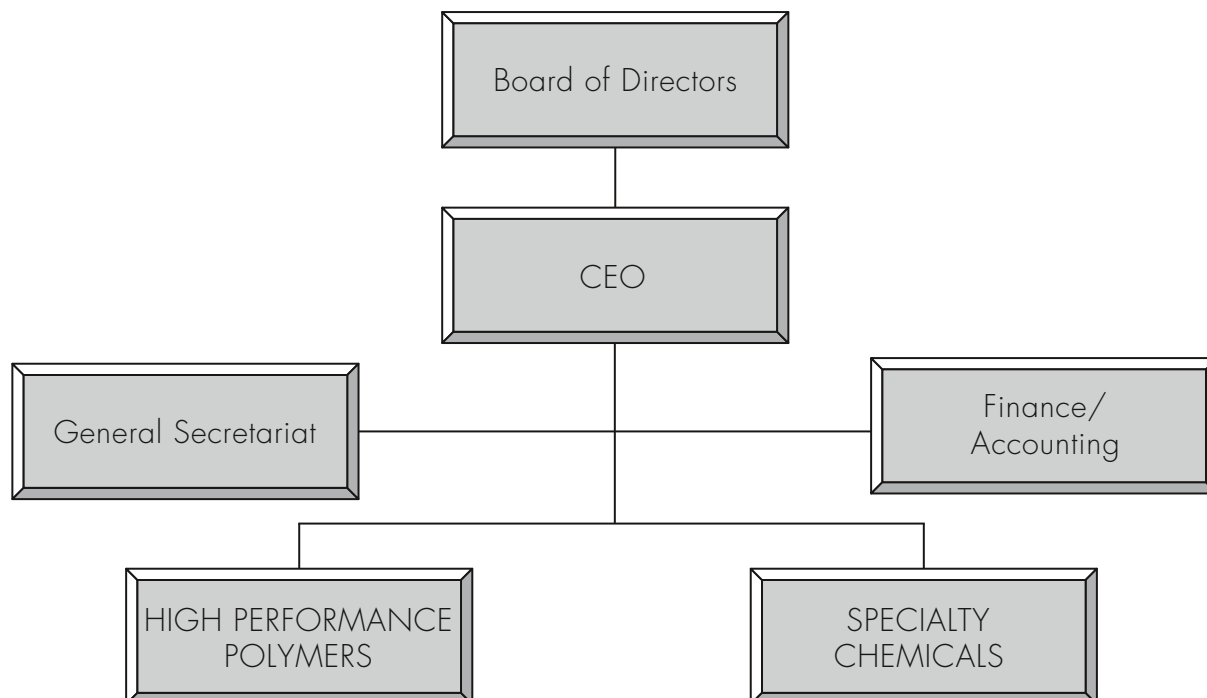 Board of Directors
CEO
General Secretariat
Finance/
Accounting
HIGH PERFORMANCE
POLYMERS
SPECIALTY
CHEMICALS